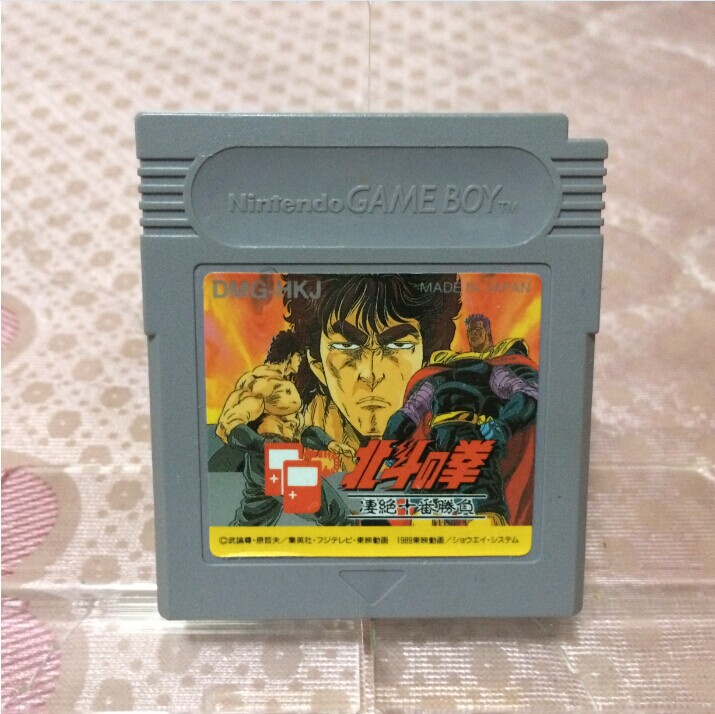 Nintendo GAME BOY TM
DMG-HKJ MADE IN JAPAN
北斗の拳
凄絶十番勝負
©武論尊・原哲夫／集英社・フジテレビ・東映動画 1989東映動画／ショウエイ・システム